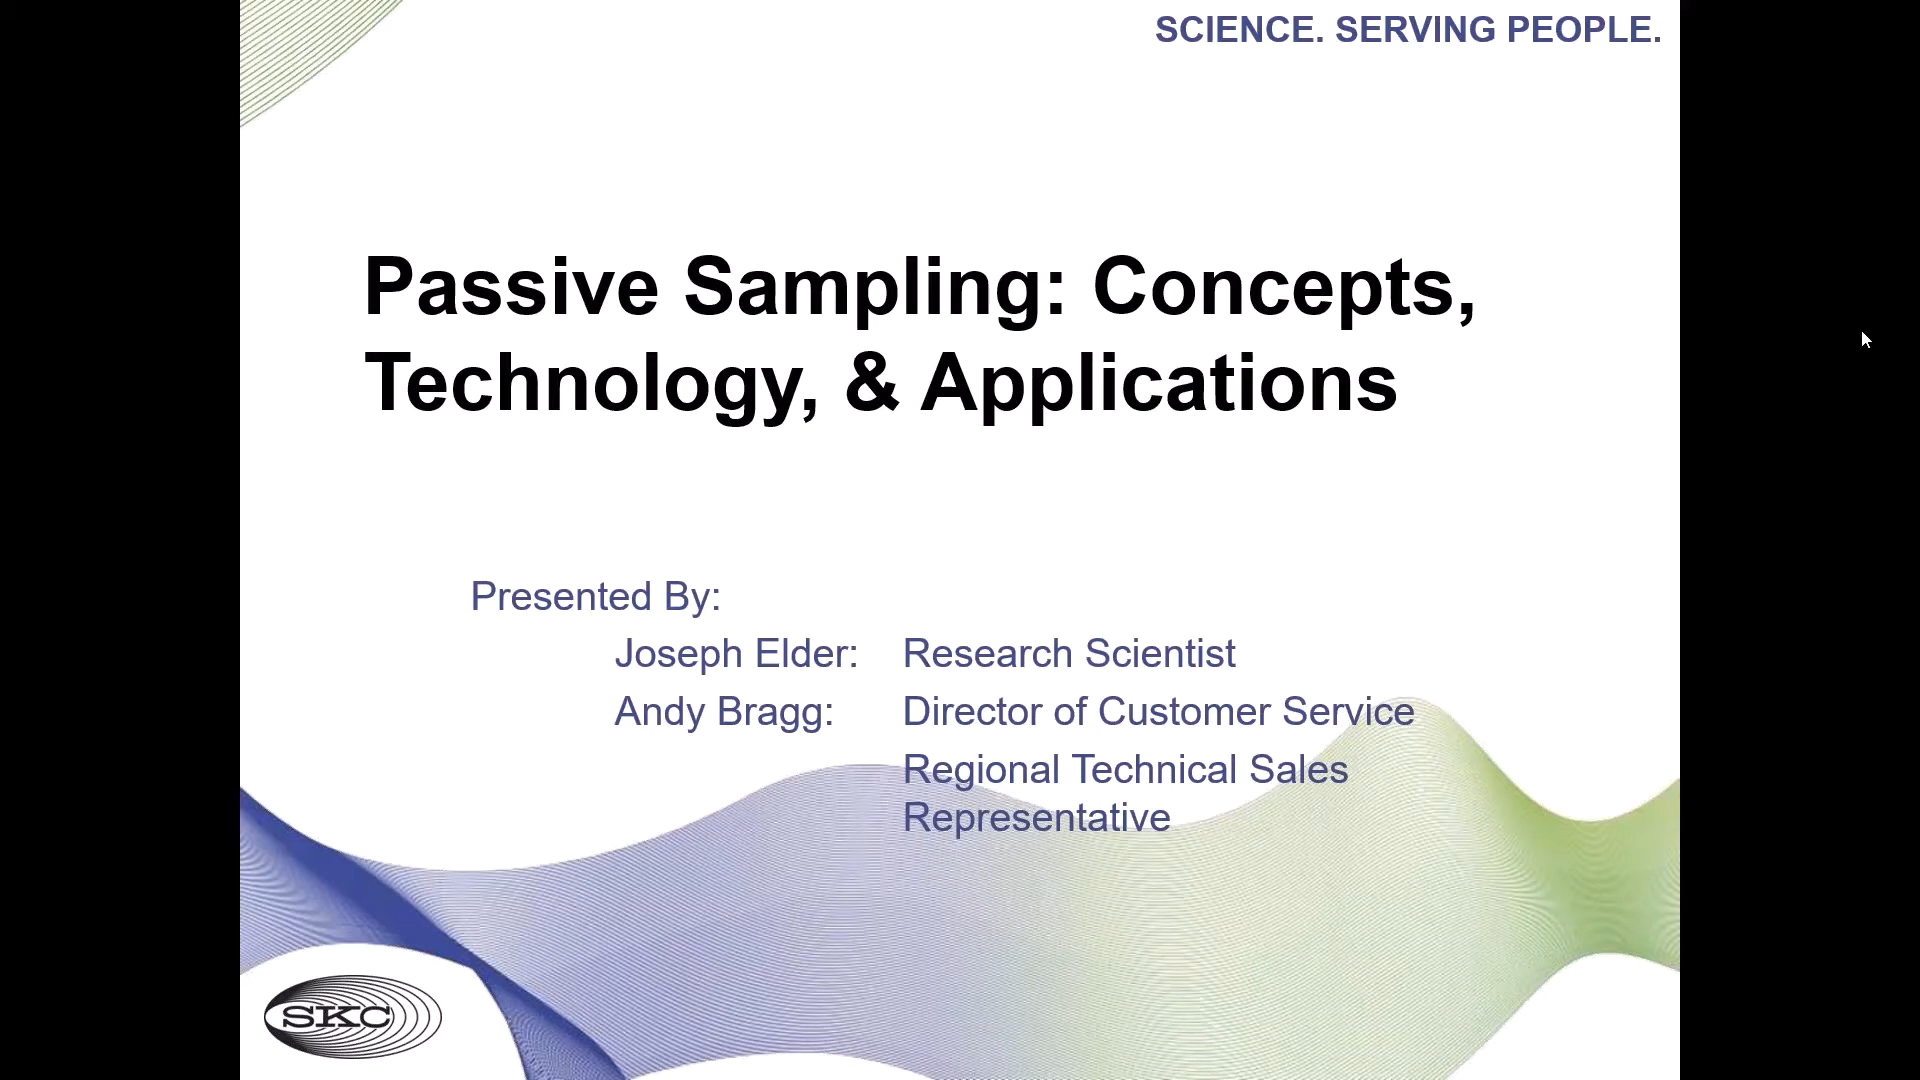 SCIENCE. SERVING PEOPLE.
Passive Sampling: Concepts,
Technology, & Applications
Presented By:
Joseph Elder: Research Scientist
Andy Bragg: Director of Customer Service
Regional Technical Sales
Representative
SKC